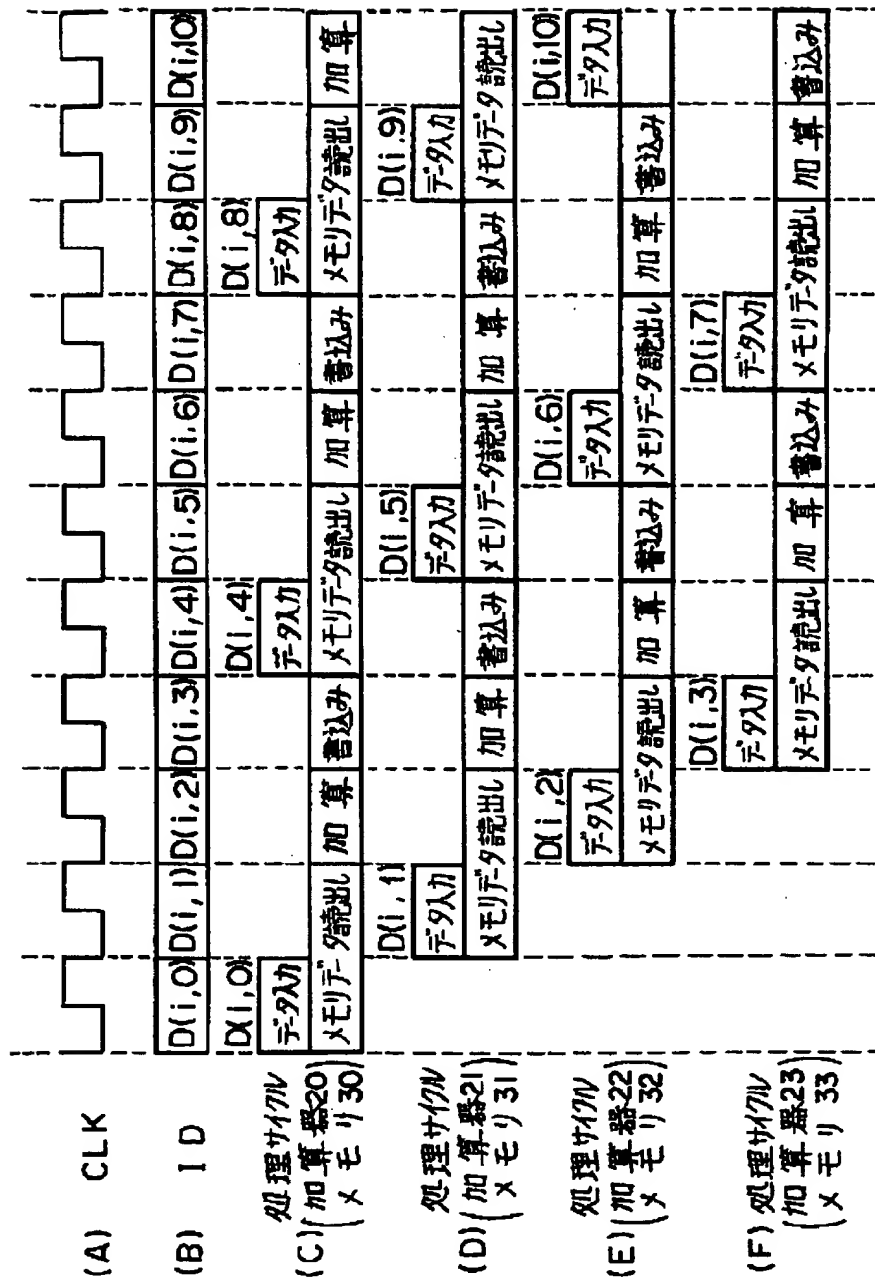 (A) CLK
(B) ID
D(i,0) D(i,1) D(i,2) D(i,3) D(i,4) D(i,5) D(i,6) D(i,7) D(i,8) D(i,9) D(i,10)
(C) 処理サイクル
(加算器20
メモリ30)
D(i,0) D(i,4) D(i,8)
データ入力 データ入力 データ入力
メモリデータ読出し 加算 書込み メモリデータ読出し 加算 書込み メモリデータ読出し 加算
(D) 処理サイクル
(加算器21
メモリ31)
D(i,1) D(i,5) D(i,9)
データ入力 データ入力 データ入力
メモリデータ読出し 加算 書込み メモリデータ読出し 加算 書込み メモリデータ読出し
(E) 処理サイクル
(加算器22
メモリ32)
D(i,2) D(i,6) D(i,10)
データ入力 データ入力 データ入力
メモリデータ読出し 加算 書込み メモリデータ読出し 加算 書込み
(F) 処理サイクル
(加算器23
メモリ33)
D(i,3) D(i,7)
データ入力 データ入力
メモリデータ読出し 加算 書込み メモリデータ読出し 加算 書込み